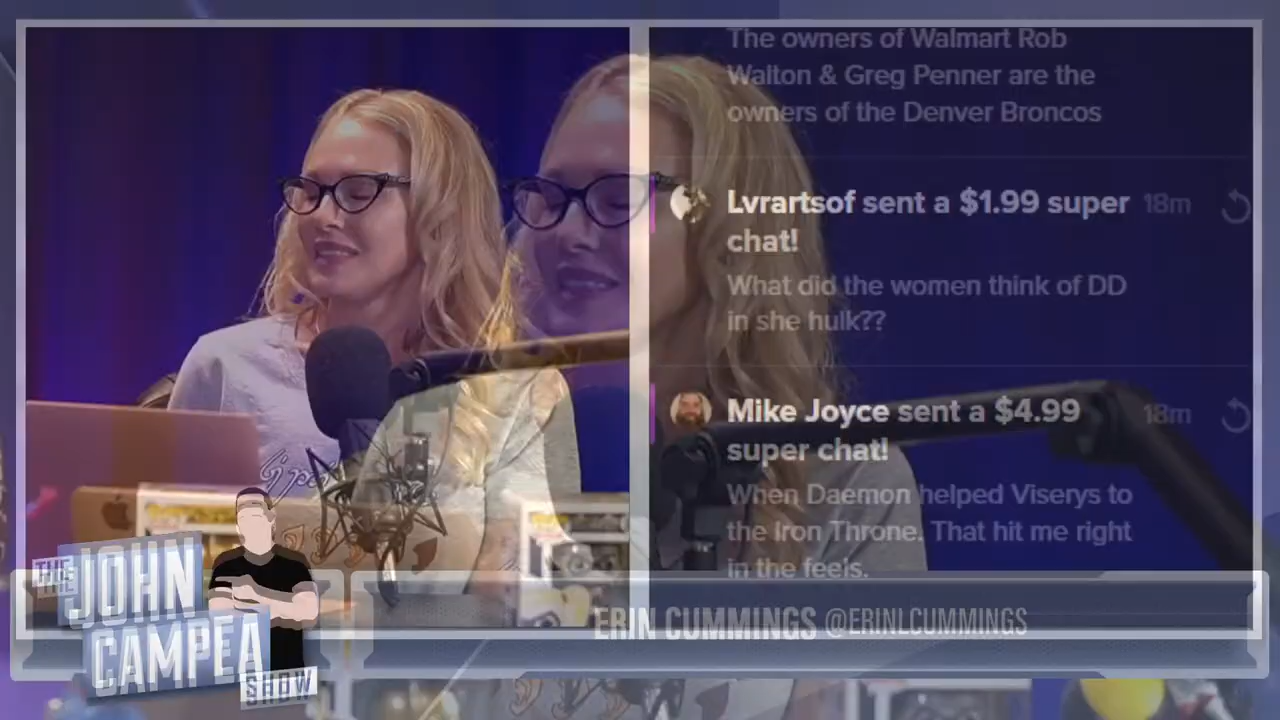 The owners of Walmart Rob
Walton & Greg Penner are the
owners of the Denver Broncos
Lvrartsof sent a $1.99 super
chat!
18m
What did the women think of DD
in she hulk??
Mike Joyce sent a $4.99
super chat!
18m
When Daemon helped Viserys to
the Iron Throne. That hit me right
in the feels.
THE
JOHN
CAMPEA
SHOW
ERIN CUMMINGS @ERINLCUMMINGS